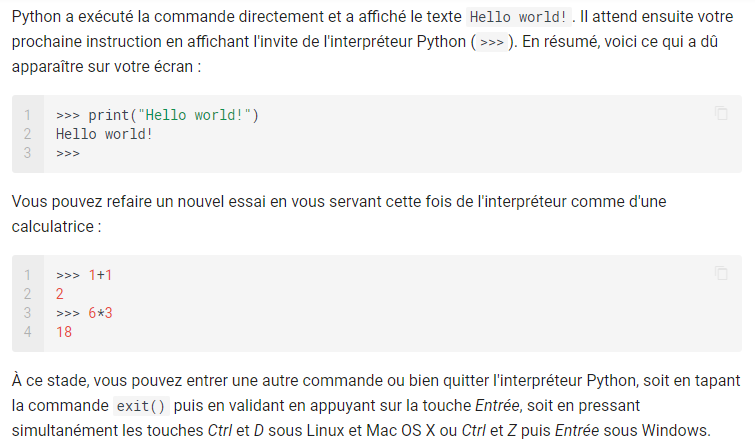 Python a exécuté la commande directement et a affiché le texte Hello world! . Il attend ensuite votre
prochaine instruction en affichant l'invite de l'interpréteur Python ( >>> ). En résumé, voici ce qui a dû
apparaître sur votre écran :
1 >>> print("Hello world!")
2 Hello world!
3 >>>
Vous pouvez refaire un nouvel essai en vous servant cette fois de l'interpréteur comme d'une
calculatrice :
1 >>> 1+1
2 2
3 >>> 6*3
4 18
À ce stade, vous pouvez entrer une autre commande ou bien quitter l'interpréteur Python, soit en tapant
la commande exit() puis en validant en appuyant sur la touche Entrée, soit en pressant
simultanément les touches Ctrl et D sous Linux et Mac OS X ou Ctrl et Z puis Entrée sous Windows.